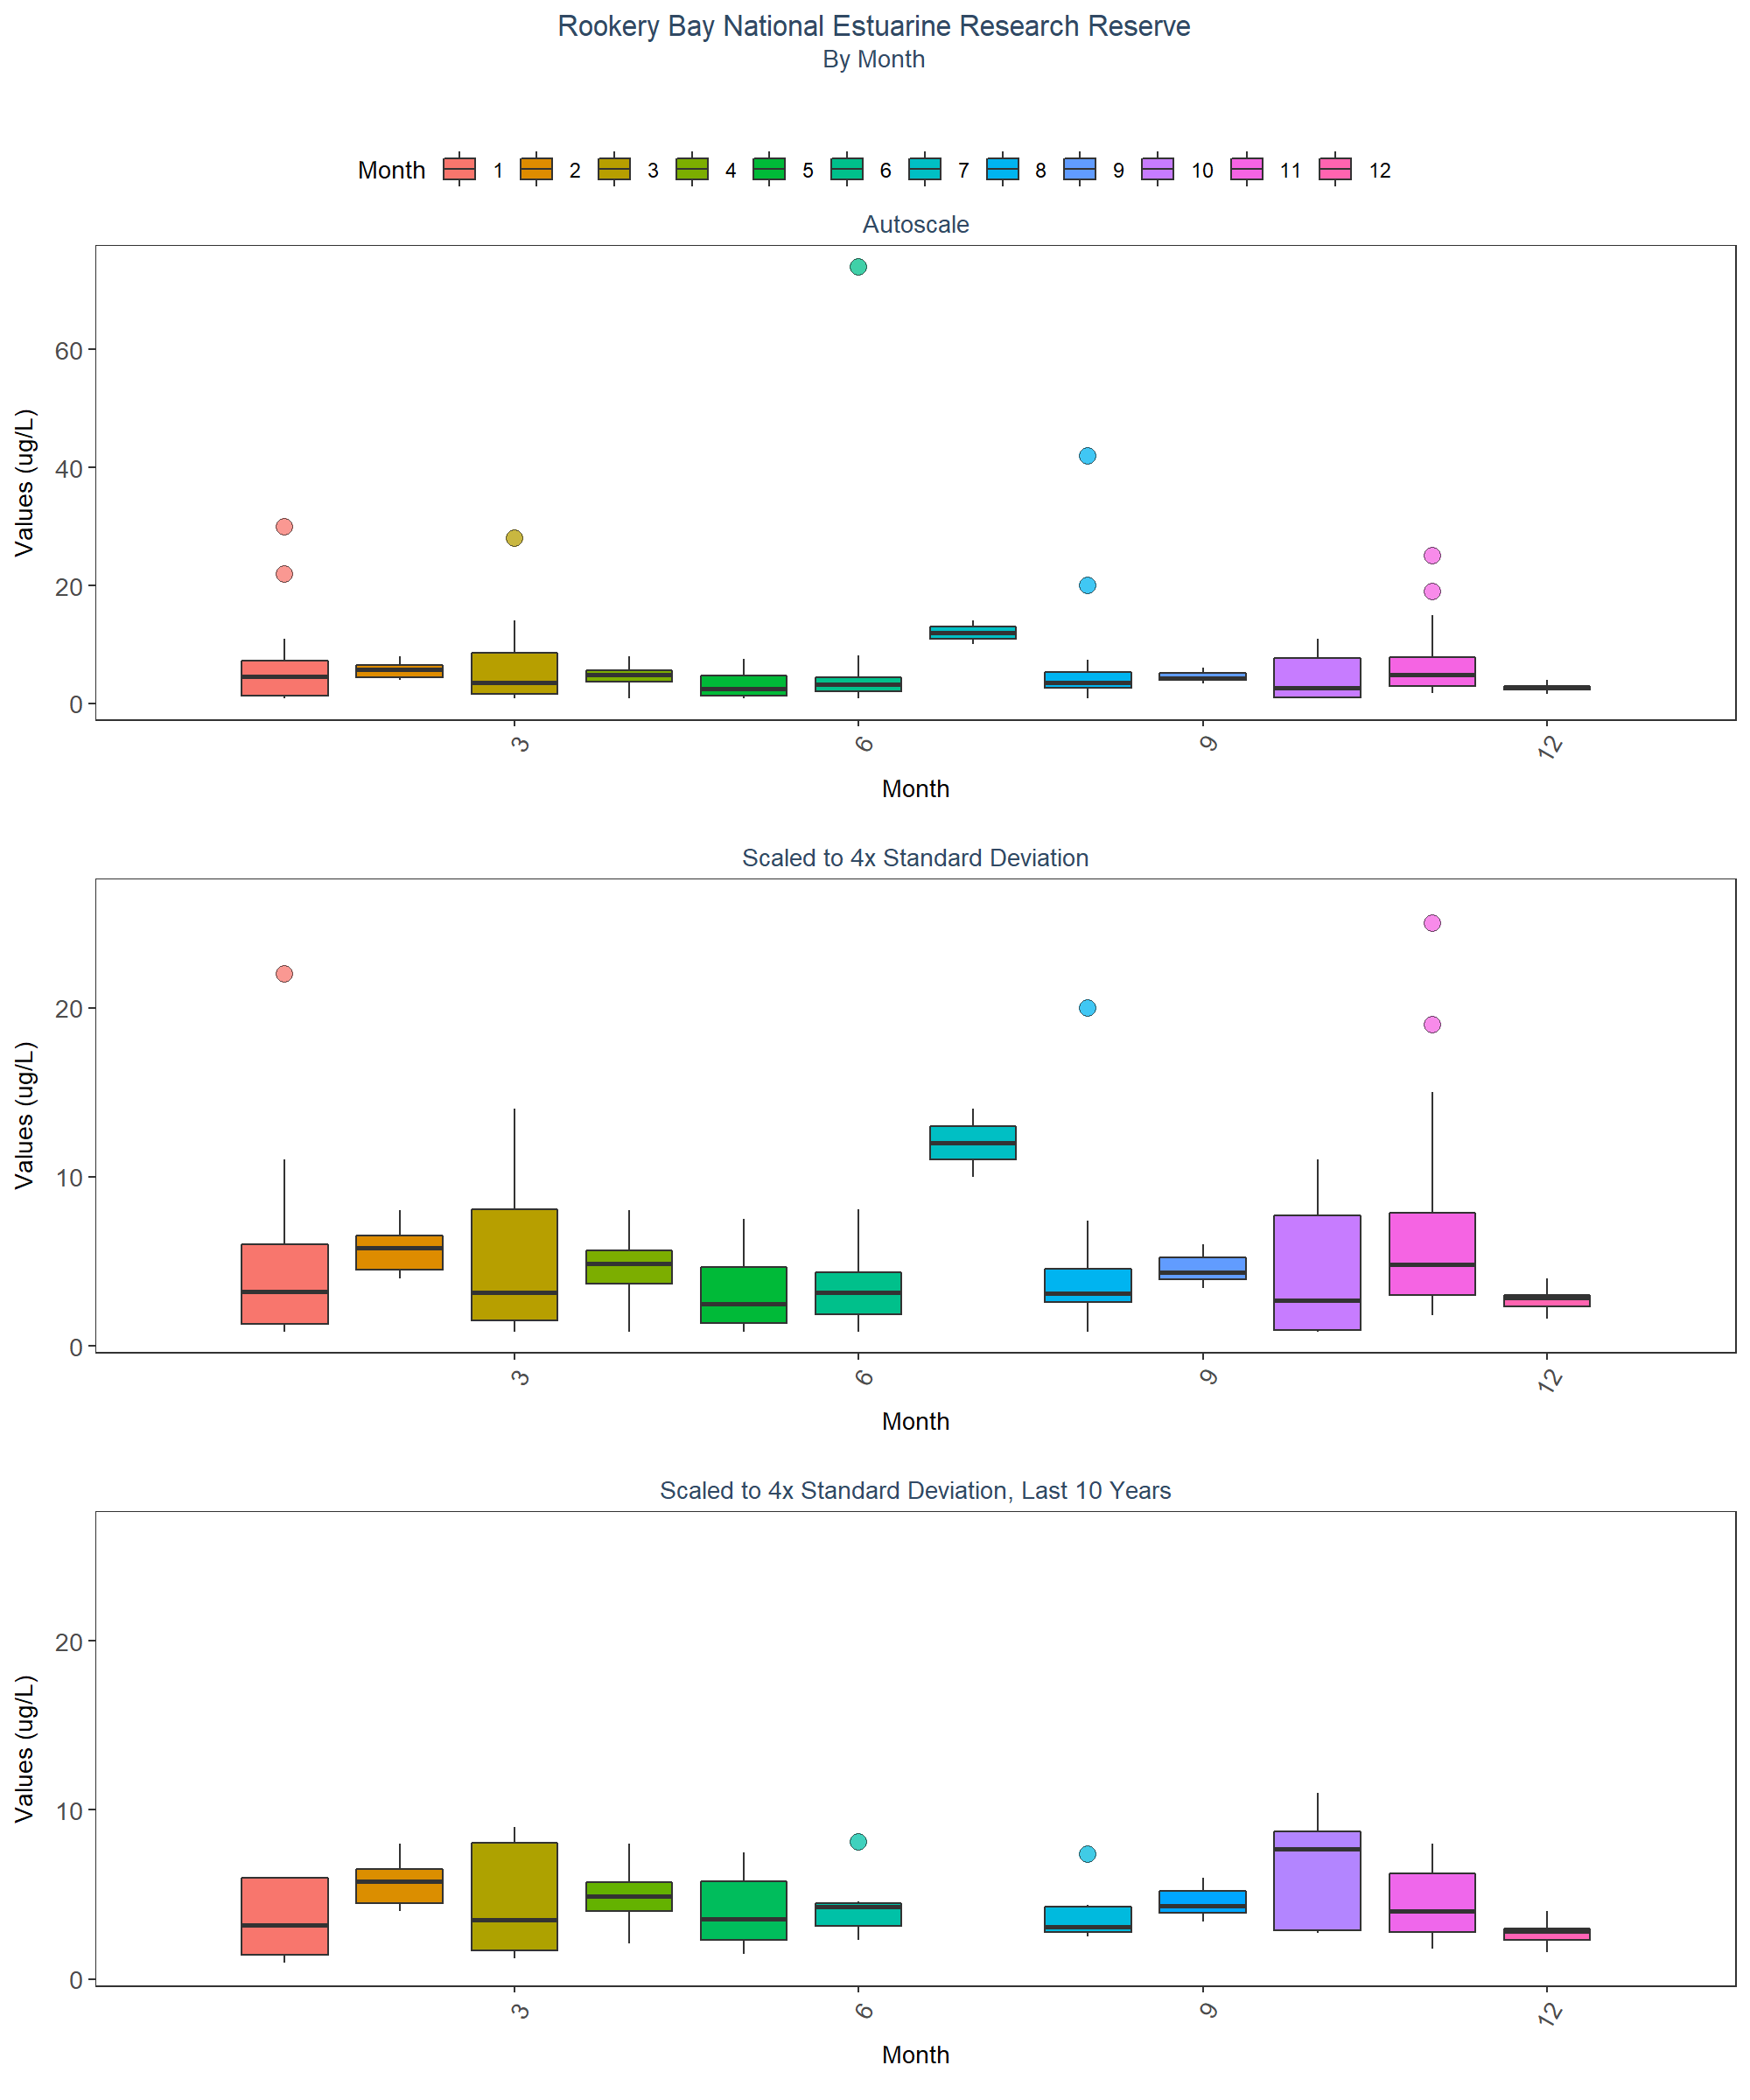 Rookery Bay National Estuarine Research Reserve
By Month
Month 1 2 3 4 5 6 7 8 9 10 11 12
Autoscale
Values (ug/L)
60
40
20
0
3 6 9 12
Month
Scaled to 4x Standard Deviation
Values (ug/L)
20
10
0
3 6 9 12
Month
Scaled to 4x Standard Deviation, Last 10 Years
Values (ug/L)
20
10
0
3 6 9 12
Month